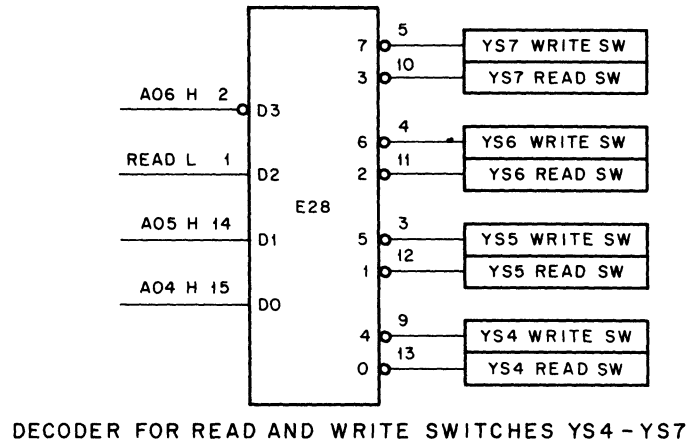 5
7 YS7 WRITE SW
10
3 YS7 READ SW
A06 H 2
D3
4
6 YS6 WRITE SW
READ L 1
D2
11
2 YS6 READ SW
E28
A05 H 14
D1
3
5 YS5 WRITE SW
12
1 YS5 READ SW
A04 H 15
D0
9
4 YS4 WRITE SW
13
0 YS4 READ SW
DECODER FOR READ AND WRITE SWITCHES YS4-YS7